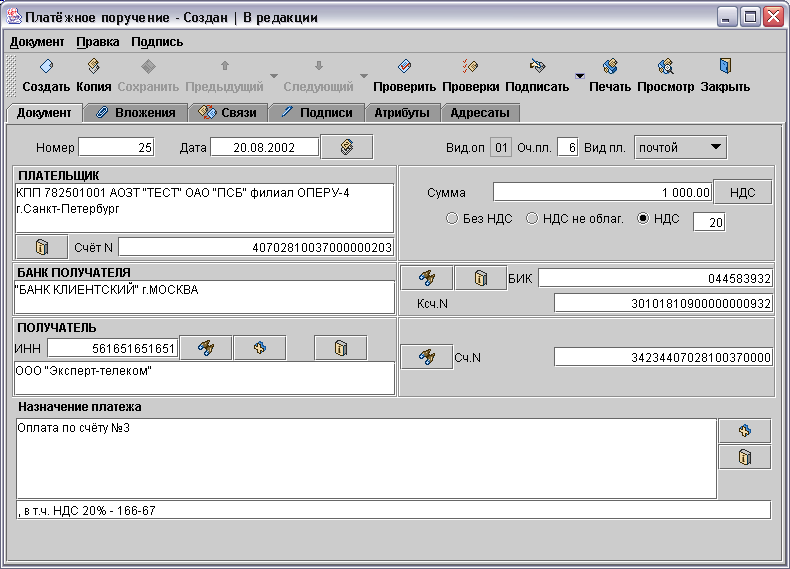 Платёжное поручение - Создан | В редакции
Документ Правка Подпись
Создать Копия Сохранить Предыдущий Следующий Проверить Проверки Подписать Печать Просмотр Закрыть
Документ Вложения Связи Подписи Атрибуты Адресаты
Номер 25 Дата 20.08.2002 Вид.оп 01 Оч.пл. 6 Вид пл. почтой
ПЛАТЕЛЬЩИК
КПП 782501001 АОЗТ "ТЕСТ" ОАО "ПСБ" филиал ОПЕРУ-4
г.Санкт-Петербург
Сумма 1 000.00 НДС
Без НДС НДС не облаг. НДС 20
Счёт N 40702810037000000203
БАНК ПОЛУЧАТЕЛЯ
"БАНК КЛИЕНТСКИЙ" г.МОСКВА
БИК 044583932
Ксч.N 30101810900000000932
ПОЛУЧАТЕЛЬ
ИНН 561651651651
Сч.N 34234407028100370000
ООО "Эксперт-телеком"
Назначение платежа
Оплата по счёту №3
, в т.ч. НДС 20% - 166-67